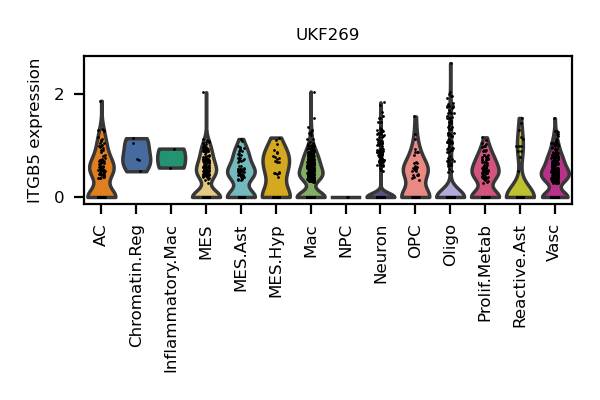 UKF269
ITGB5 expression
2
0
AC
Chromatin.Reg
Inflammatory.Mac
MES
MES.Ast
MES.Hyp
Mac
NPC
Neuron
OPC
Oligo
Prolif.Metab
Reactive.Ast
Vasc